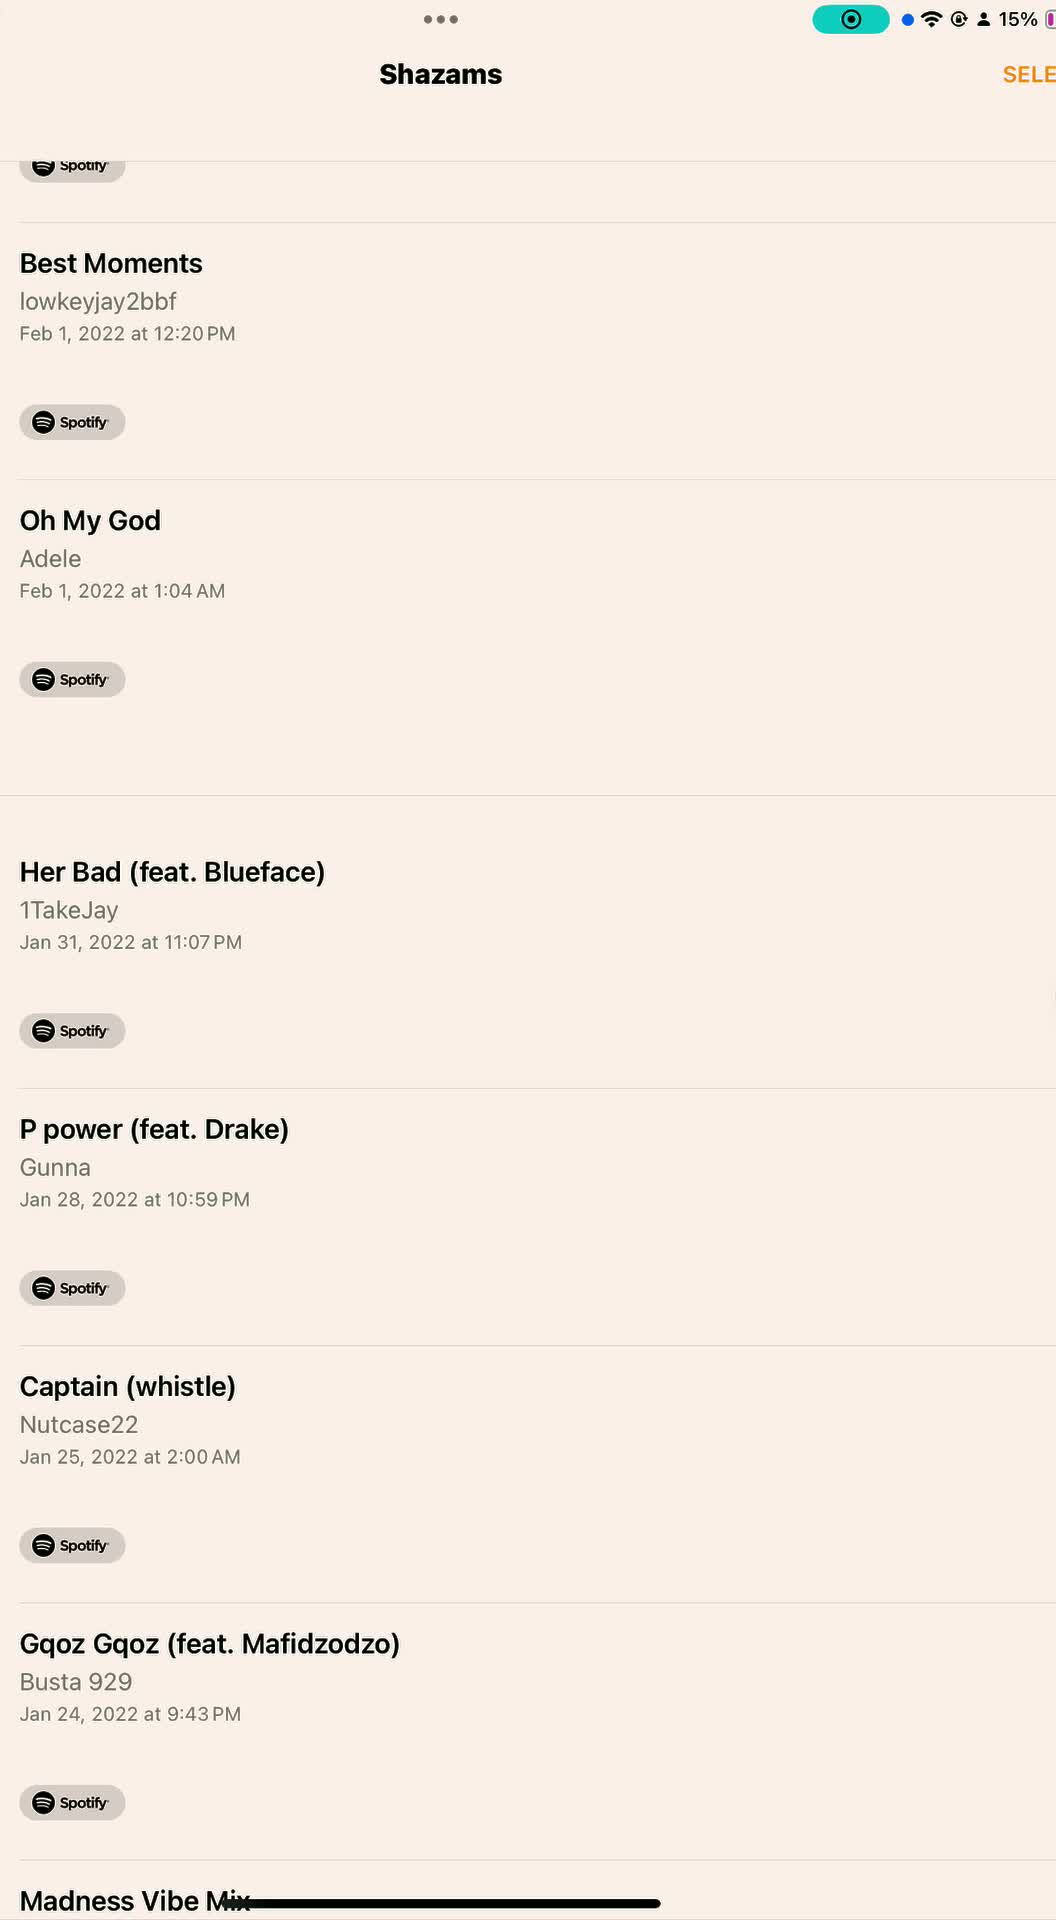 15%
Shazams
SELE
Spotify
Best Moments
lowkeyjay2bbf
Feb 1, 2022 at 12:20 PM
Spotify
Oh My God
Adele
Feb 1, 2022 at 1:04 AM
Spotify
Her Bad (feat. Blueface)
1TakeJay
Jan 31, 2022 at 11:07 PM
Spotify
P power (feat. Drake)
Gunna
Jan 28, 2022 at 10:59 PM
Spotify
Captain (whistle)
Nutcase22
Jan 25, 2022 at 2:00 AM
Spotify
Gqoz Gqoz (feat. Mafidzodzo)
Busta 929
Jan 24, 2022 at 9:43 PM
Spotify
Madness Vibe Mix